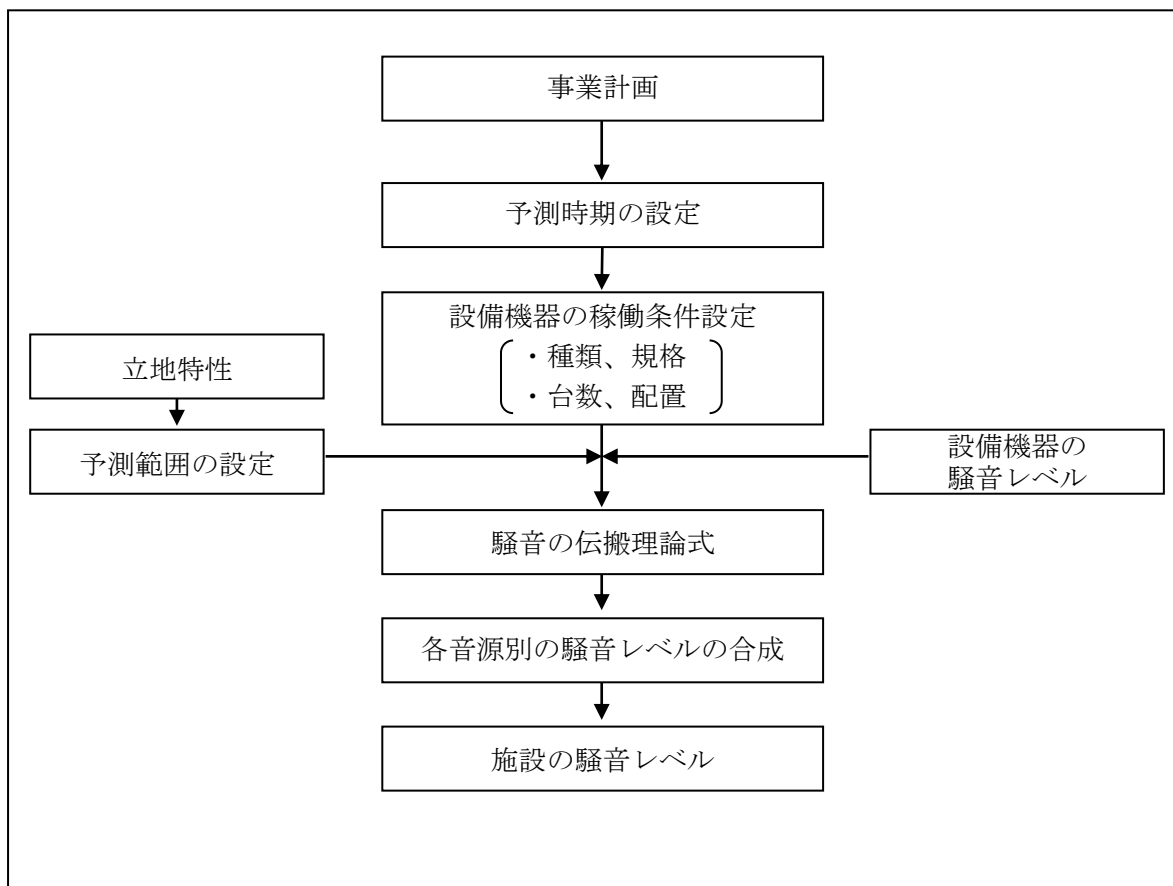 事業計画
予測時期の設定
設備機器の稼働条件設定
・種類、規格
・台数、配置
立地特性
予測範囲の設定
設備機器の
騒音レベル
騒音の伝搬理論式
各音源別の騒音レベルの合成
施設の騒音レベル